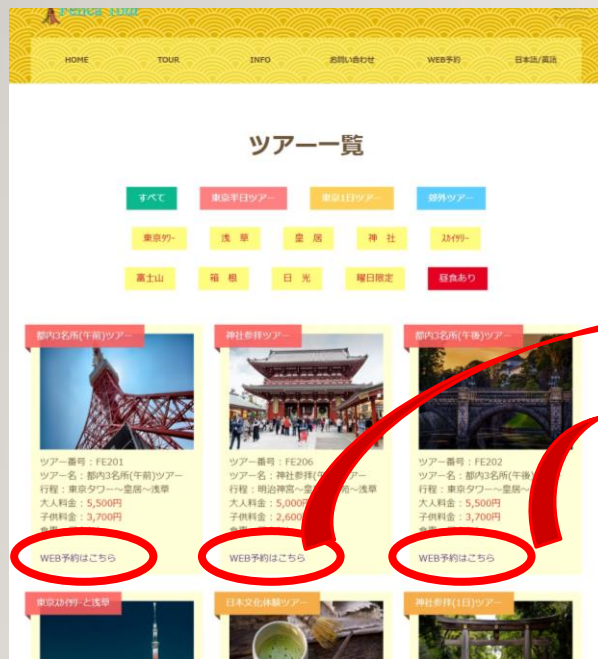 Tour
HOME TOUR INFO お問い合わせ WEB予約 日本語/英語
ツアー一覧
すべて 東京半日ツアー 東京1日ツアー 郊外ツアー
東京タワー 浅 草 皇 居 神 社 スカイツリー
富士山 箱 根 日 光 曜日限定 昼食あり
都内3名所(午前)ツアー
ツアー番号：FE201
ツアー名：都内3名所(午前)ツアー
行程：東京タワー～皇居～浅草
大人料金：5,500円
子供料金：3,700円
WEB予約はこちら
神社参拝ツアー
ツアー番号：FE206
ツアー名：神社参拝(午 ツアー
行程：明治神宮～皇 苑～浅草
大人料金：5,000円
子供料金：2,600
WEB予約はこちら
都内3名所(午後)ツアー
ツアー番号：FE202
ツアー名：都内3名所(午後)
行程：東京タワー～皇居～
大人料金：5,500円
子供料金：3,700円
WEB予約はこちら
東京スカイツリーと浅草
日本文化体験ツアー
神社参拝(1日)ツアー